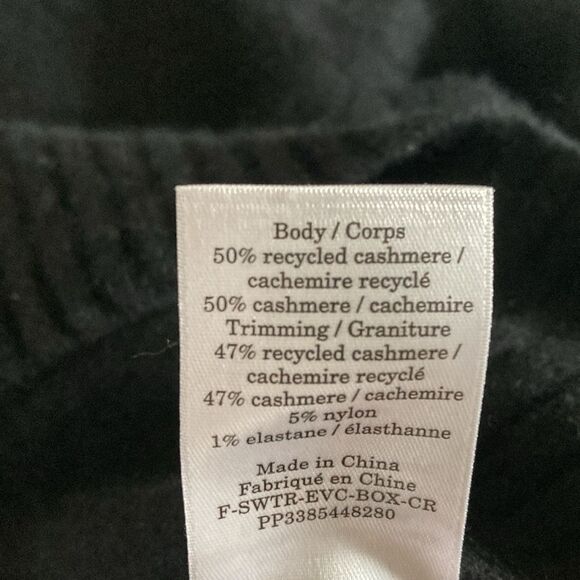 Body / Corps
50% recycled cashmere /
cachemire recyclé
50% cashmere / cachemire
Trimming / Graniture
47% recycled cashmere /
cachemire recyclé
47% cashmere / cachemire
5% nylon
1% elastane / élasthanne
Made in China
Fabriqué en Chine
F-SWTR-EVC-BOX-CR
PP3385448280